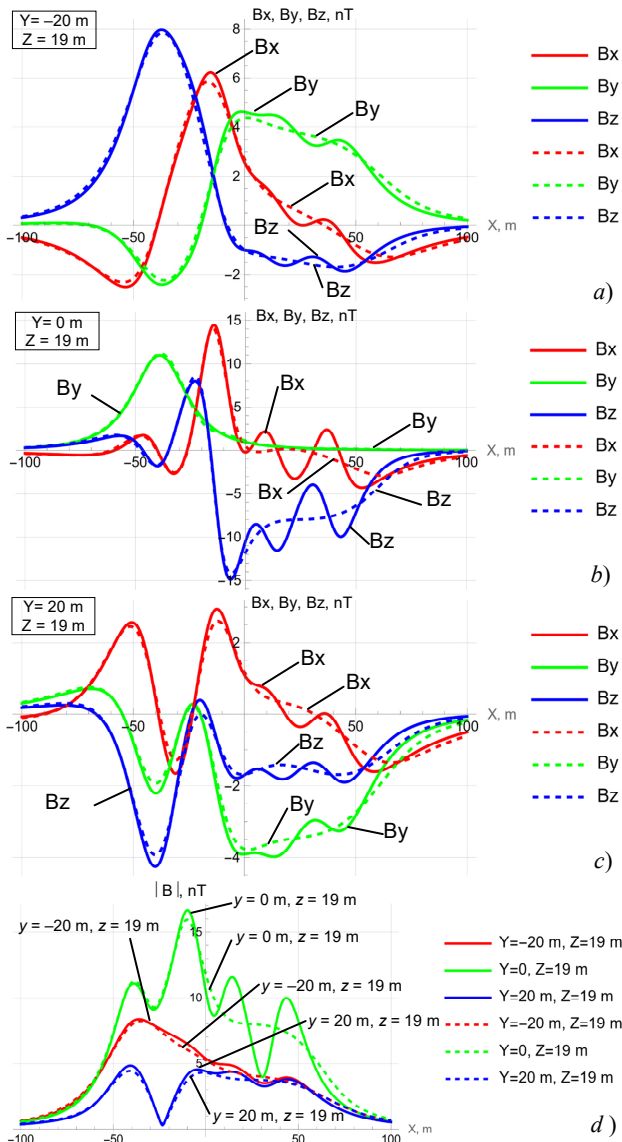 Y= –20 m
Z = 19 m
Bx, By, Bz, nT
8
6
4
2
−2
−100
−50
50
100
X, m
Bx
By
By
Bx
Bz
Bz
Bx
By
Bz
Bx
By
Bz
a)
Y= 0 m
Z = 19 m
Bx, By, Bz, nT
15
10
5
−5
−10
−15
−100
−50
50
100
X, m
By
Bx
By
Bx
Bz
Bz
Bx
By
Bz
Bx
By
Bz
b)
Y= 20 m
Z = 19 m
Bx, By, Bz, nT
2
−2
−4
−100
−50
50
100
X, m
Bx
Bx
Bz
Bz
By
By
Bx
By
Bz
Bx
By
Bz
c)
|B|, nT
y = 0 m, z = 19 m
y = –20 m, z = 19 m
y = 0 m, z = 19 m
y = –20 m, z = 19 m
y = 20 m, z = 19 m
y = 20 m, z = 19 m
15
10
5
−100
−50
0
50
100
X, m
Y=−20 m, Z=19 m
Y=0, Z=19 m
Y=20 m, Z=19 m
Y=−20 m, Z=19 m
Y=0, Z=19 m
Y=20 m, Z=19 m
d )